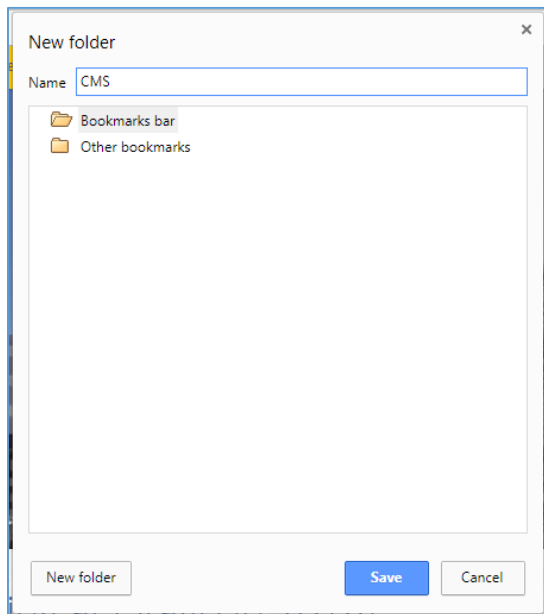 New folder
Name CMS
Bookmarks bar
Other bookmarks
New folder Save Cancel